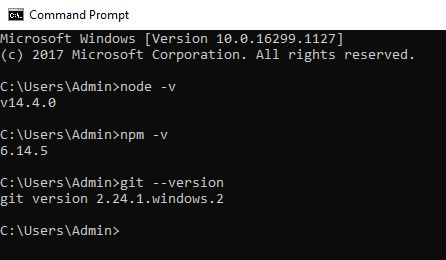 Command Prompt
Microsoft Windows [Version 10.0.16299.1127]
(c) 2017 Microsoft Corporation. All rights reserved.
C:\Users\Admin>node -v
v14.4.0
C:\Users\Admin>npm -v
6.14.5
C:\Users\Admin>git --version
git version 2.24.1.windows.2
C:\Users\Admin>